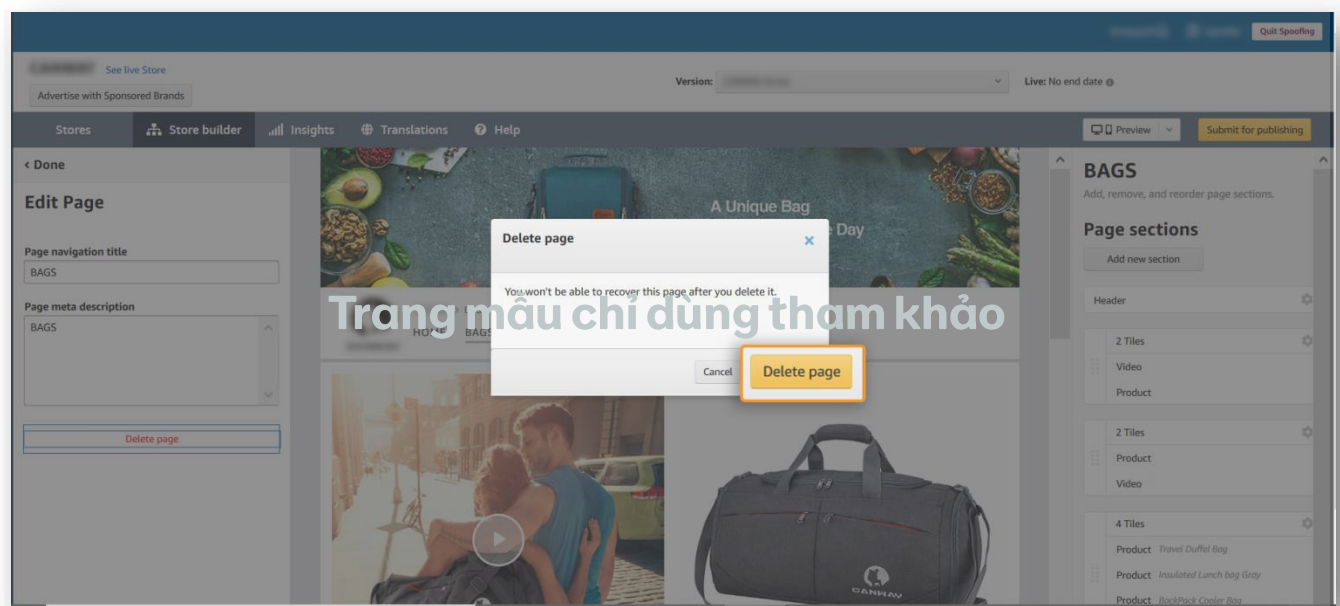 Quit Spoofing
See live Store
Advertise with Sponsored Brands
Version:
Live: No end date
Stores
Store builder
Insights
Translations
Help
Preview
Submit for publishing
‹ Done
Edit Page
Page navigation title
BAGS
Page meta description
BAGS
Delete page
A Unique Bag
Day
Delete page
You won't be able to recover this page after you delete it.
Cancel
Delete page
Trang mẫu chỉ dùng tham khảo
HOME
BAGS
CANWAY
BAGS
Add, remove, and reorder page sections.
Page sections
Add new section
Header
2 Tiles
Video
Product
2 Tiles
Product
Video
4 Tiles
Product Travel Duffel Bag
Product Insulated Lunch bag Gray
Product BackPack Cooler Bag